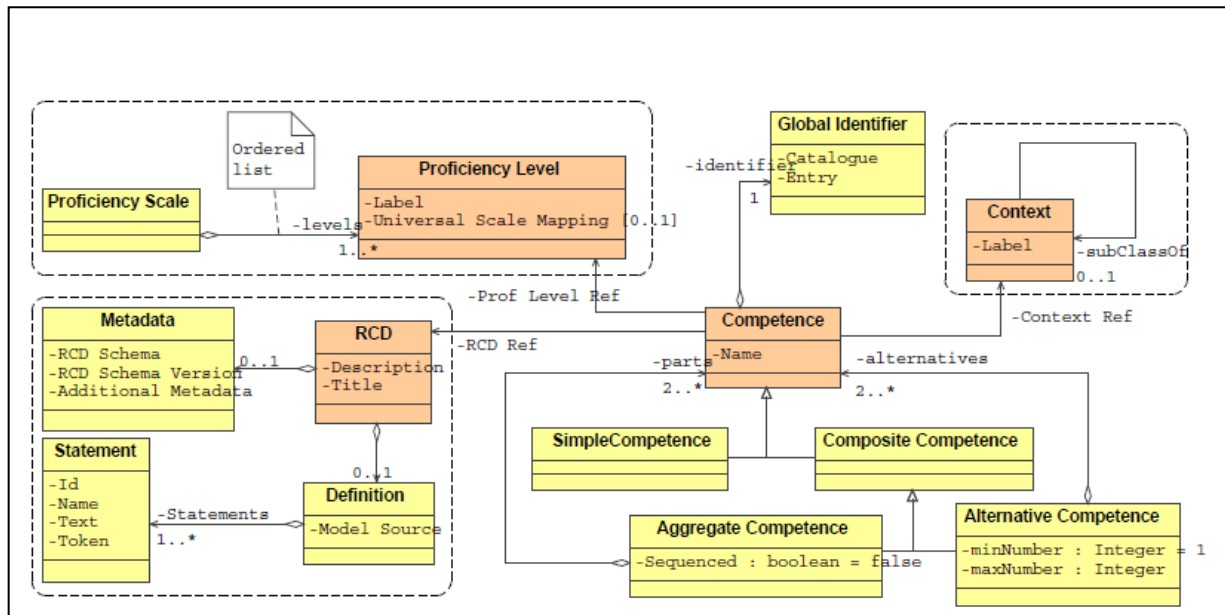 Ordered
list
Proficiency Scale
-levels
1..*
Proficiency Level
-Label
-Universal Scale Mapping [0..1]
Global Identifier
-Catalogue
-Entry
-identifier
1
Context
-Label
-subClassOf
0..1
-Prof Level Ref
-Context Ref
Metadata
-RCD Schema
-RCD Schema Version
-Additional Metadata
0..1
RCD
-Description
-Title
-RCD Ref
Competence
-Name
-parts
2..*
-alternatives
2..*
Statement
-Id
-Name
-Text
-Token
-Statements
1..*
0..1
Definition
-Model Source
SimpleCompetence
Composite Competence
Aggregate Competence
-Sequenced : boolean = false
Alternative Competence
-minNumber : Integer = 1
-maxNumber : Integer